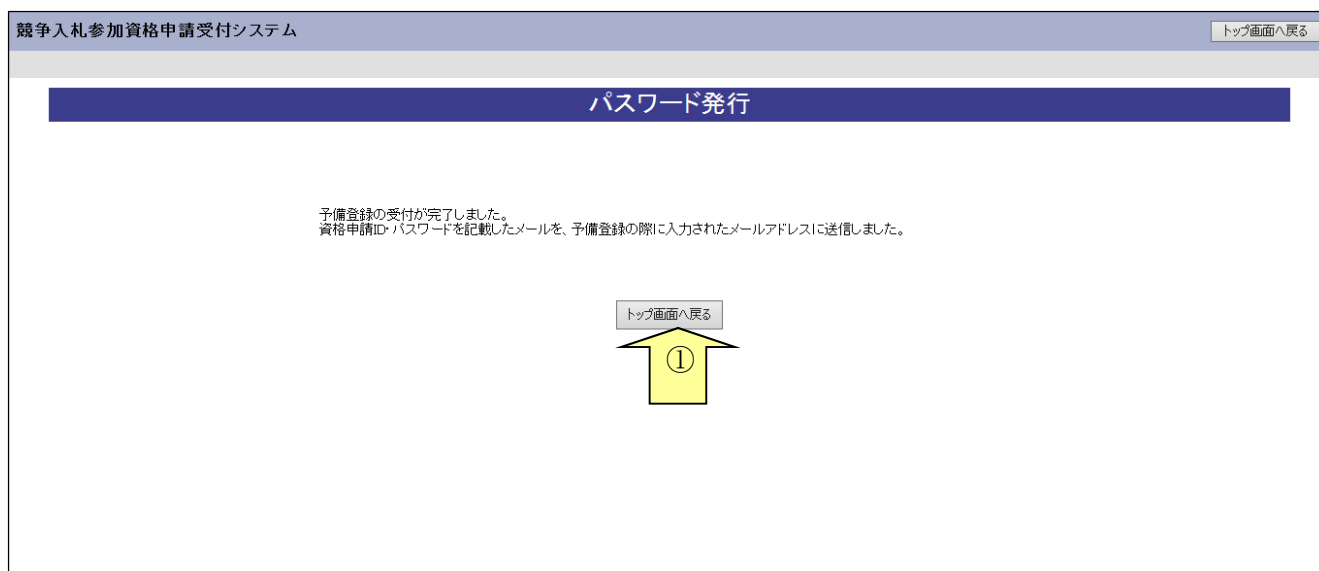 競争入札参加資格申請受付システム
トップ画面へ戻る
パスワード発行
予備登録の受付が完了しました。
資格申請ID・パスワードを記載したメールを、予備登録の際に入力されたメールアドレスに送信しました。
トップ画面へ戻る
①